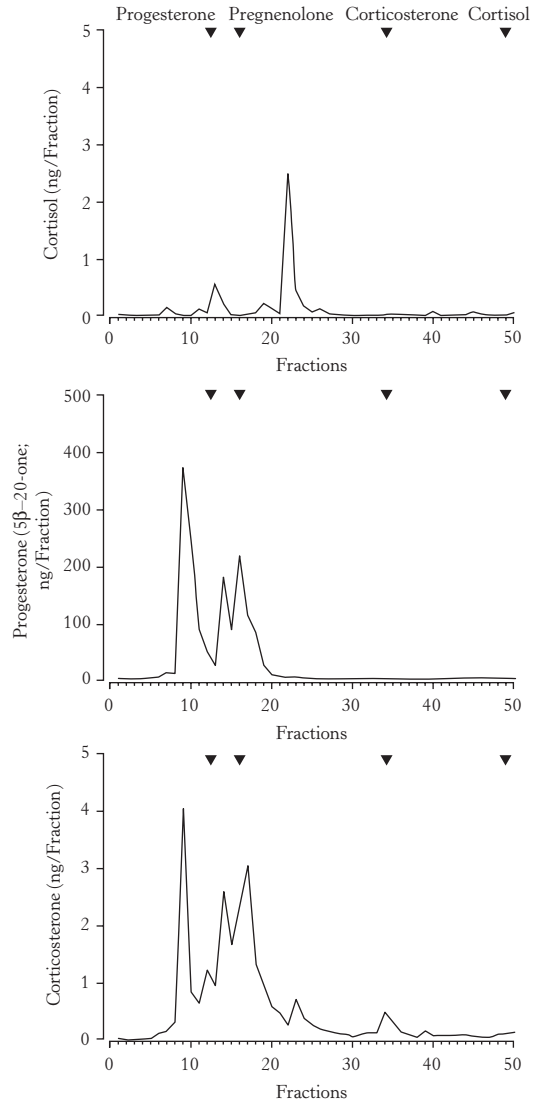 Progesterone Pregnenolone Corticosterone Cortisol
5
4
3
2
1
0
Cortisol (ng/Fraction)
0 10 20 30 40 50
Fractions
500
400
300
200
100
0
Progesterone (5β–20-one;
ng/Fraction)
0 10 20 30 40 50
Fractions
5
4
3
2
1
0
Corticosterone (ng/Fraction)
0 10 20 30 40 50
Fractions